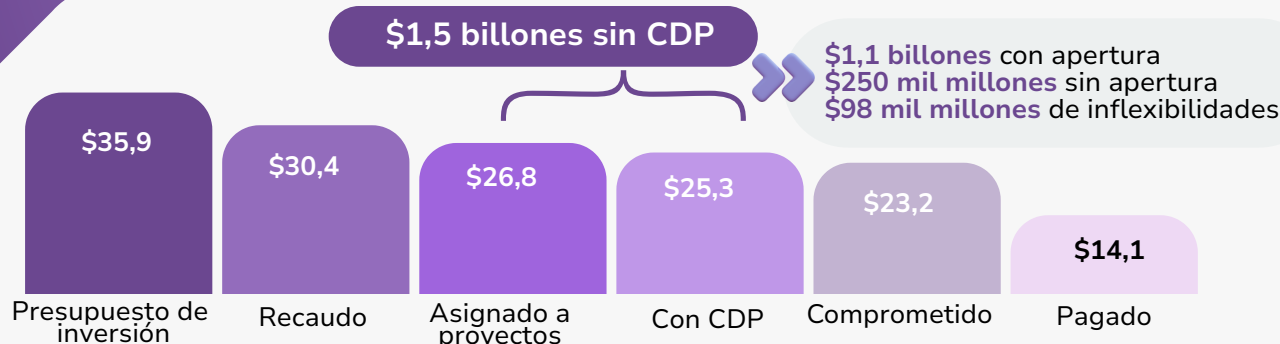 $1,5 billones sin CDP
$1,1 billones con apertura
$250 mil millones sin apertura
$98 mil millones de inflexibilidades
$35,9
$30,4
$26,8
$25,3
$23,2
$14,1
Presupuesto de
inversión
Recaudo
Asignado a
proyectos
Con CDP
Comprometido
Pagado